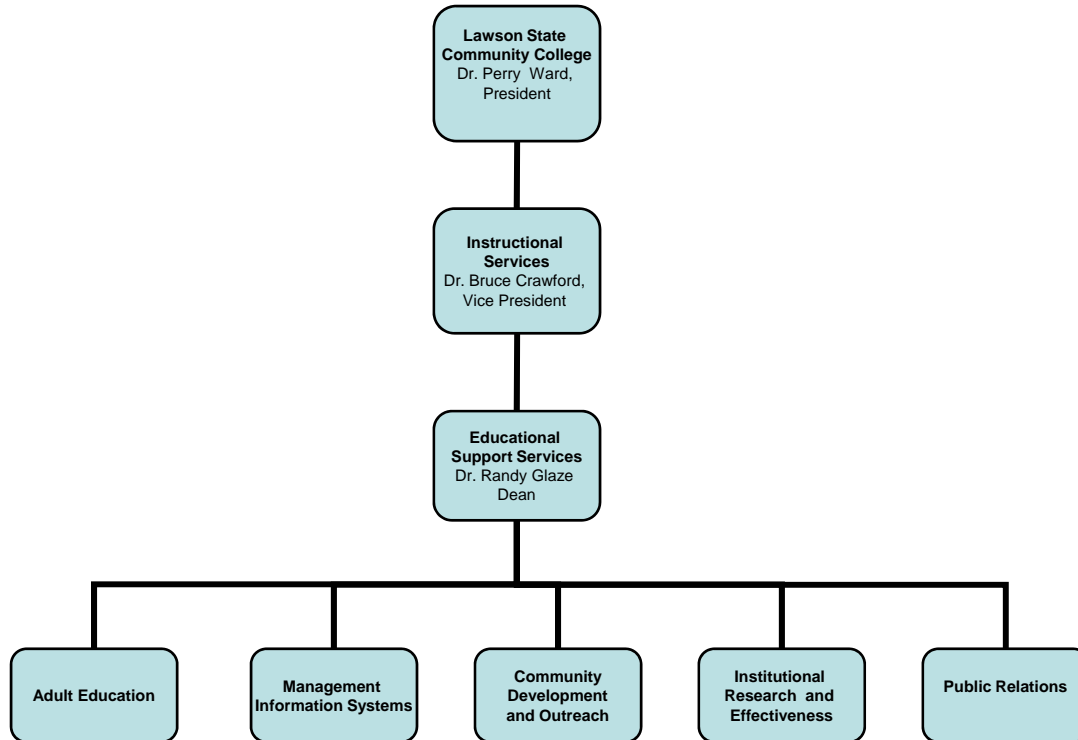 Lawson State
Community College
Dr. Perry Ward,
President
Instructional
Services
Dr. Bruce Crawford,
Vice President
Educational
Support Services
Dr. Randy Glaze
Dean
Adult Education
Management
Information Systems
Community
Development
and Outreach
Institutional
Research and
Effectiveness
Public Relations